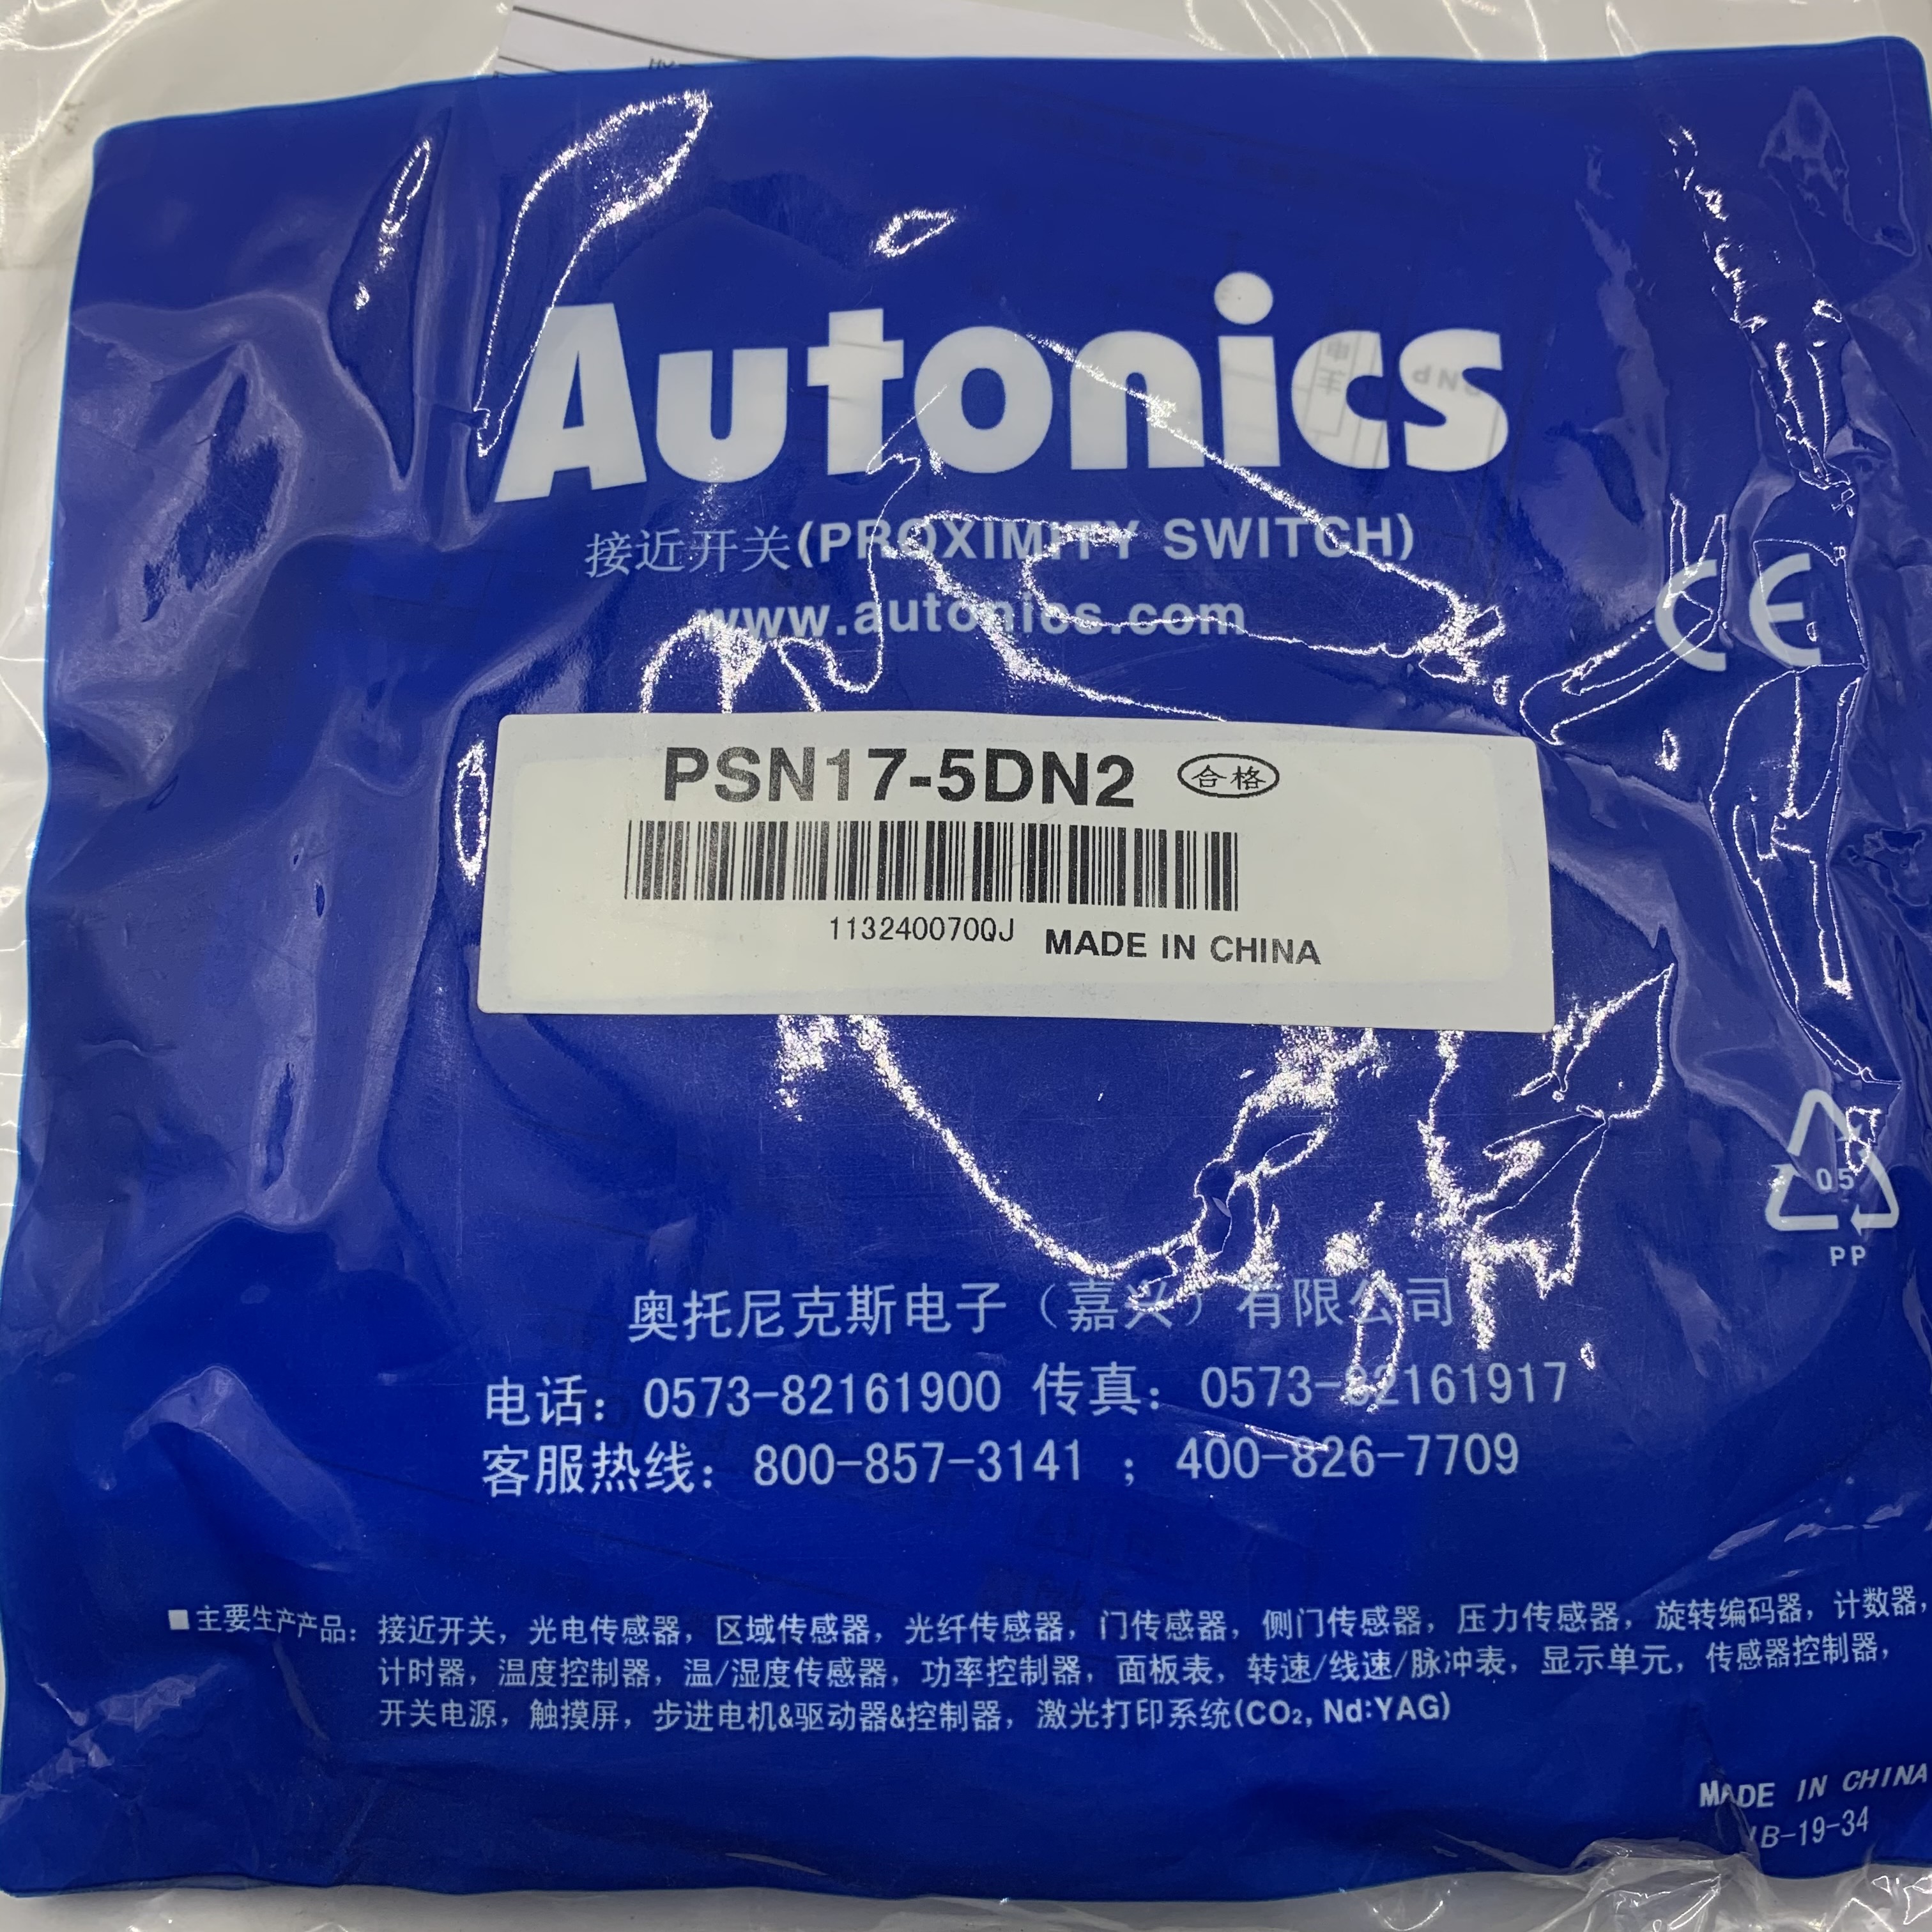 Autonics
接近开关(PROXIMITY SWITCH)
www.autonics.com
CE
PSN17-5DN2 合格
113240070QJ MADE IN CHINA
05
PP
奥托尼克斯电子（嘉兴）有限公司
电话：0573-82161900 传真：0573-82161917
客服热线：800-857-3141 ；400-826-7709
■主要生产产品：接近开关，光电传感器，区域传感器，光纤传感器，门传感器，侧门传感器，压力传感器，旋转编码器，计数器，
计时器，温度控制器，温/湿度传感器，功率控制器，面板表，转速/线速/脉冲表，显示单元，传感器控制器，
开关电源，触摸屏，步进电机&驱动器&控制器，激光打印系统(CO₂, Nd:YAG)
MADE IN CHINA